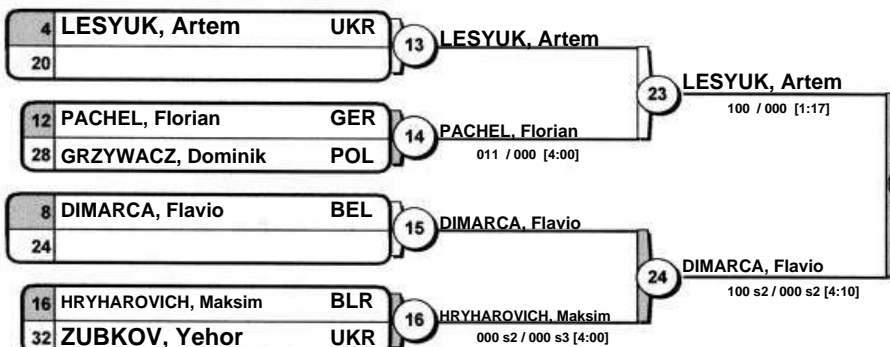 4 LESYUK, Artem UKR
20
13 LESYUK, Artem
12 PACHEL, Florian GER
28 GRZYWACZ, Dominik POL
14 PACHEL, Florian
011 / 000 [4:00]
23 LESYUK, Artem
100 / 000 [1:17]
8 DIMARCA, Flavio BEL
24
15 DIMARCA, Flavio
16 HRYHAROVICH, Maksim BLR
32 ZUBKOV, Yehor UKR
16 HRYHAROVICH, Maksim
000 s2 / 000 s3 [4:00]
24 DIMARCA, Flavio
100 s2 / 000 s2 [4:10]